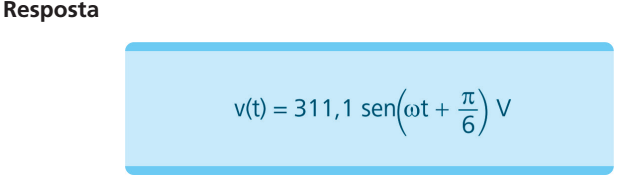 Resposta
v(t) = 311,1 sen(ωt + π/6) V